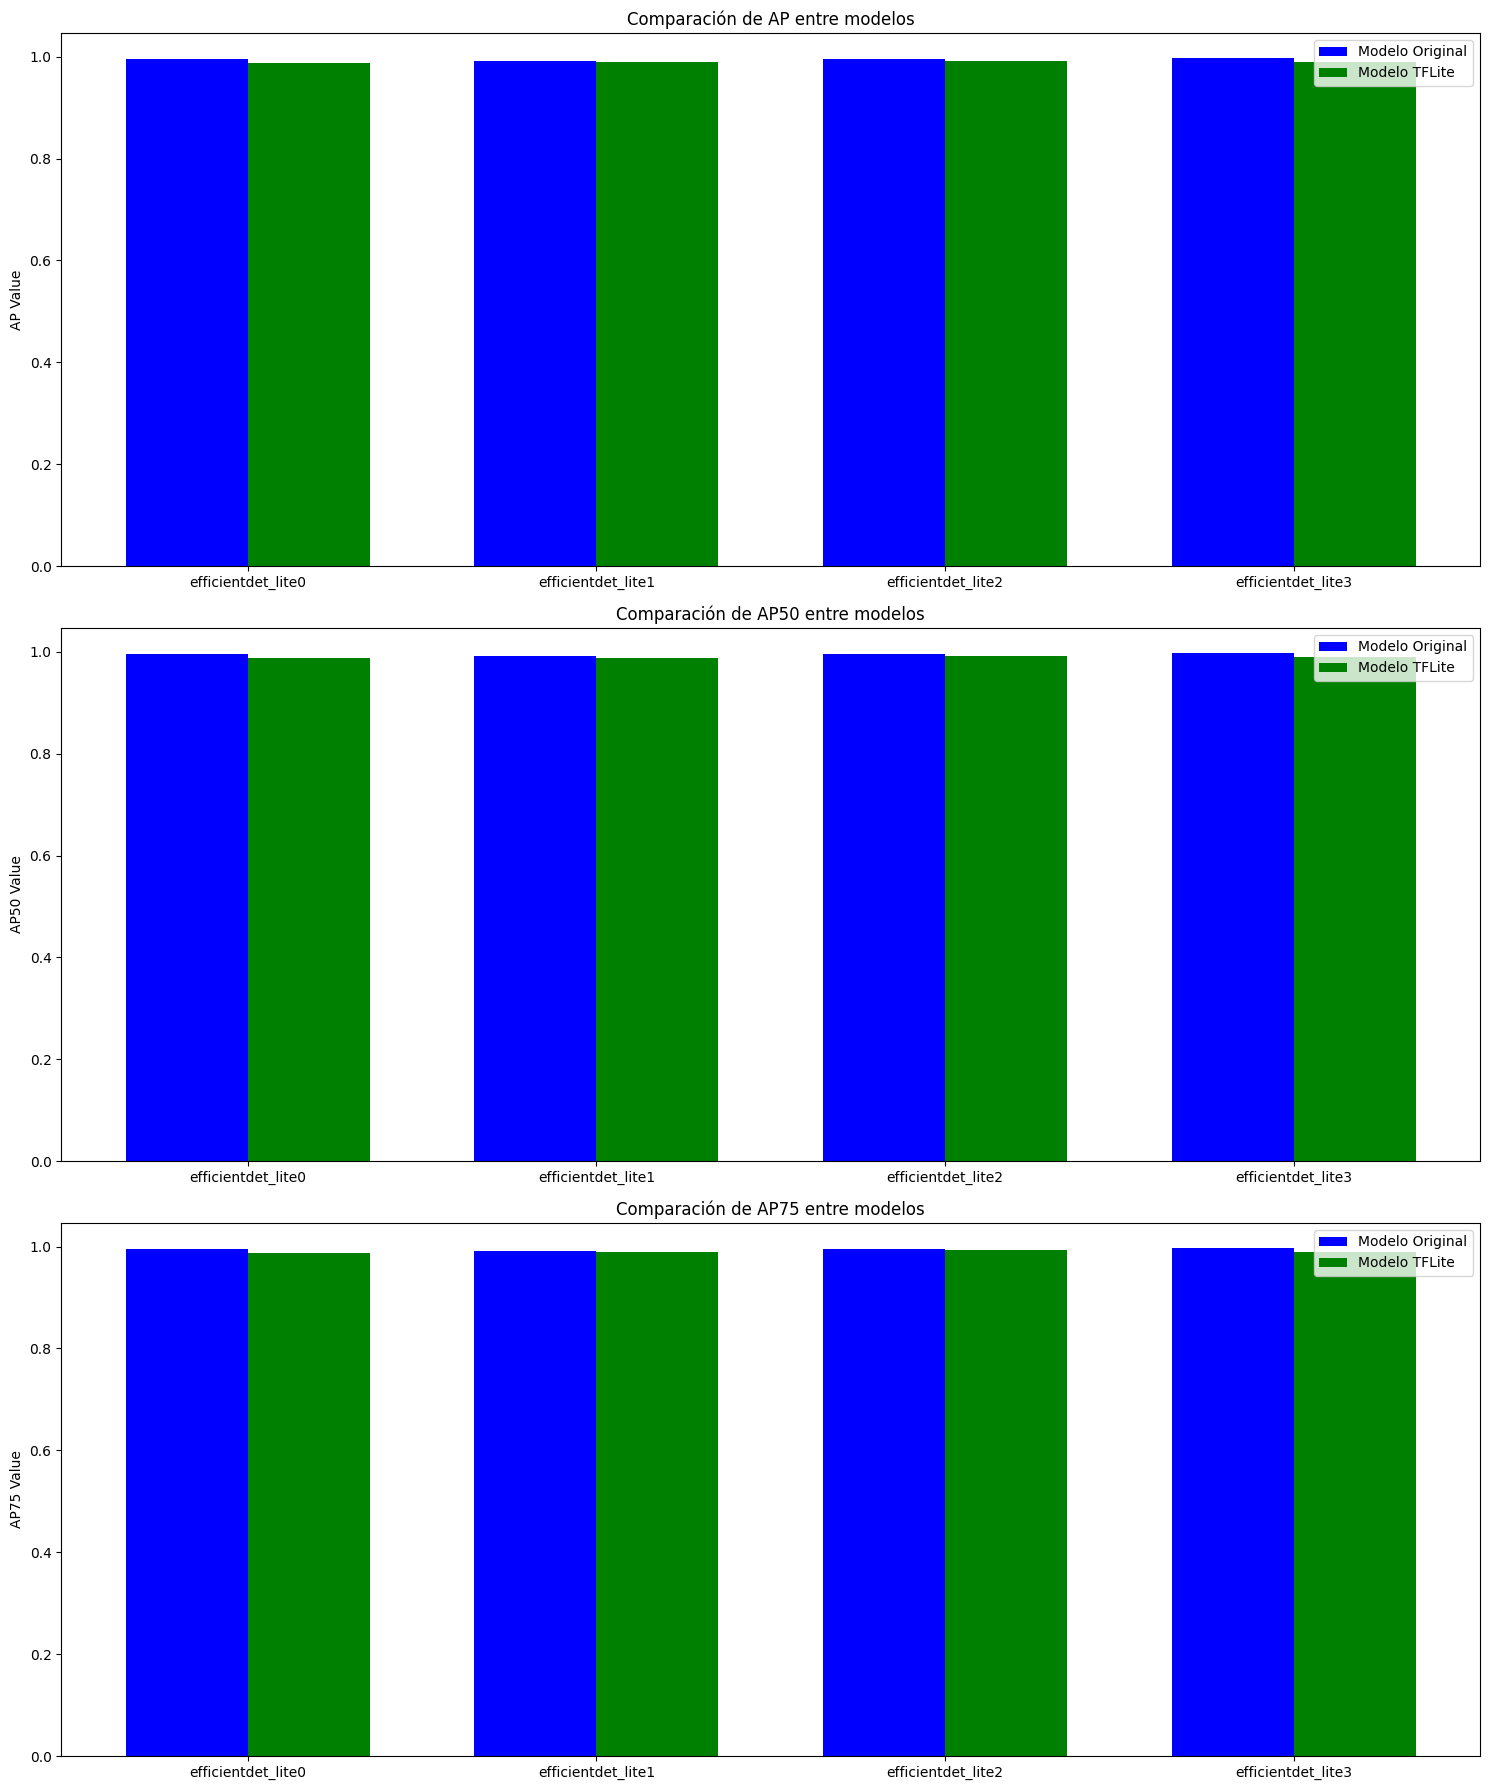 Comparación de AP entre modelos
Modelo Original
Modelo TFLite
1.0
0.8
0.6
0.4
0.2
0.0
AP Value
efficientdet_lite0 efficientdet_lite1 efficientdet_lite2 efficientdet_lite3
Comparación de AP50 entre modelos
Modelo Original
Modelo TFLite
1.0
0.8
0.6
0.4
0.2
0.0
AP50 Value
efficientdet_lite0 efficientdet_lite1 efficientdet_lite2 efficientdet_lite3
Comparación de AP75 entre modelos
Modelo Original
Modelo TFLite
1.0
0.8
0.6
0.4
0.2
0.0
AP75 Value
efficientdet_lite0 efficientdet_lite1 efficientdet_lite2 efficientdet_lite3